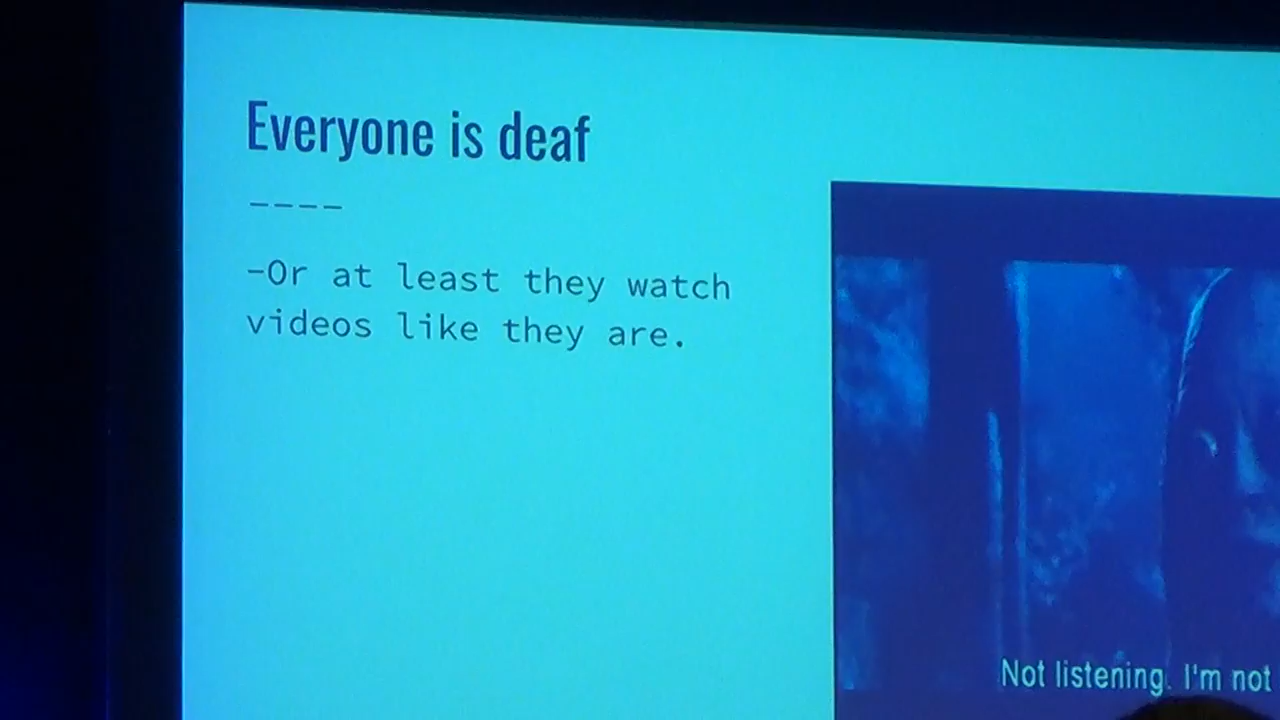 Everyone is deaf
----
-Or at least they watch
videos like they are.
Not listening. I'm not